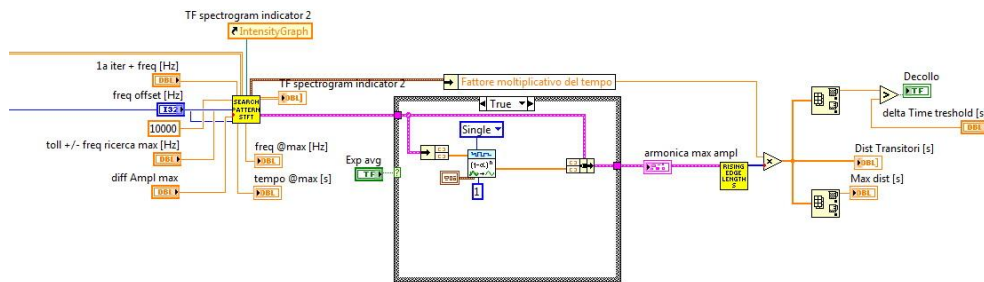 TF spectrogram indicator 2
IntensityGraph
1a iter + freq [Hz]
DBL
freq offset [Hz]
I32
10000
toll +/- freq ricerca max [Hz]
DBL
diff Ampl max
DBL
SEARCH
PATTERN
STFT
TF spectrogram indicator 2
DBL
freq @max [Hz]
DBL
tempo @max [s]
DBL
Fattore moltiplicativo del tempo
True
Single
Exp avg
TF
?
(1-α)ⁿ
1
armonica max ampl
RISING
EDGE
LENGTH
S
x
>
Decollo
TF
delta Time treshold [s]
DBL
Dist Transitori [s]
DBL
Max dist [s]
DBL